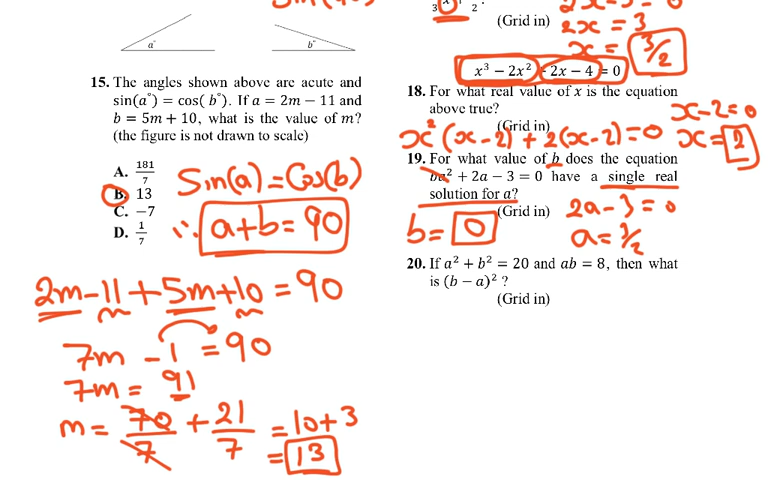 a°
b°
15. The angles shown above are acute and
sin(a°) = cos( b°). If a = 2m − 11 and
b = 5m + 10, what is the value of m?
(the figure is not drawn to scale)
A. 181/7
B. 13
C. −7
D. 1/7
Sin(a) = Cos(b)
∴ a+b = 90
2m-11+5m+10 = 90
7m - 1 = 90
7m = 91
m = 70/7 + 21/7 = 10+3
= 13
(Grid in)
2x = 3
x = 3/2
x³ − 2x² + 2x − 4 = 0
18. For what real value of x is the equation
above true?
(Grid in)
x-2=0
x²(x-2)+2(x-2)=0 x=2
19. For what value of b does the equation
ba² + 2a − 3 = 0 have a single real
solution for a?
(Grid in)
2a-3=0
b= 0
a=3/2
20. If a² + b² = 20 and ab = 8, then what
is (b − a)² ?
(Grid in)